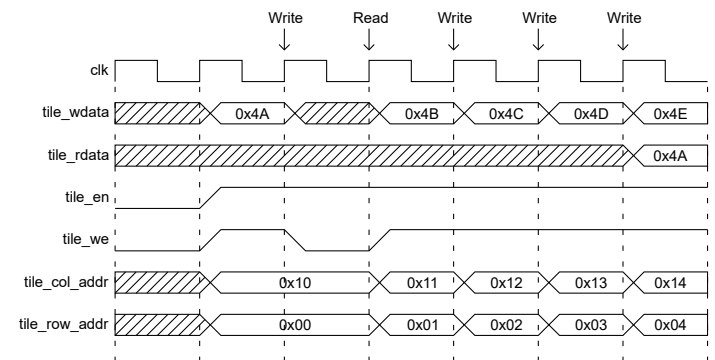 Write Read Write Write Write
clk
tile_wdata 0x4A 0x4B 0x4C 0x4D 0x4E
tile_rdata 0x4A
tile_en
tile_we
tile_col_addr 0x10 0x11 0x12 0x13 0x14
tile_row_addr 0x00 0x01 0x02 0x03 0x04